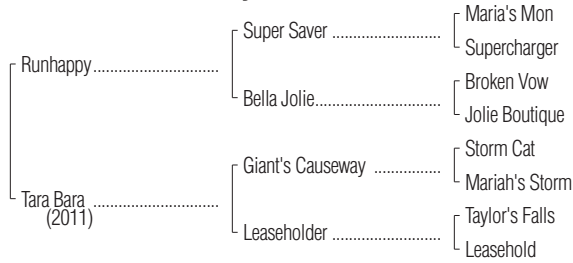 Maria's Mon
Super Saver ........................
Supercharger
Runhappy............................
Broken Vow
Bella Jolie...........................
Jolie Boutique
Storm Cat
Giant's Causeway ...............
Mariah's Storm
Tara Bara ............................
(2011)
Taylor's Falls
Leaseholder ........................
Leasehold